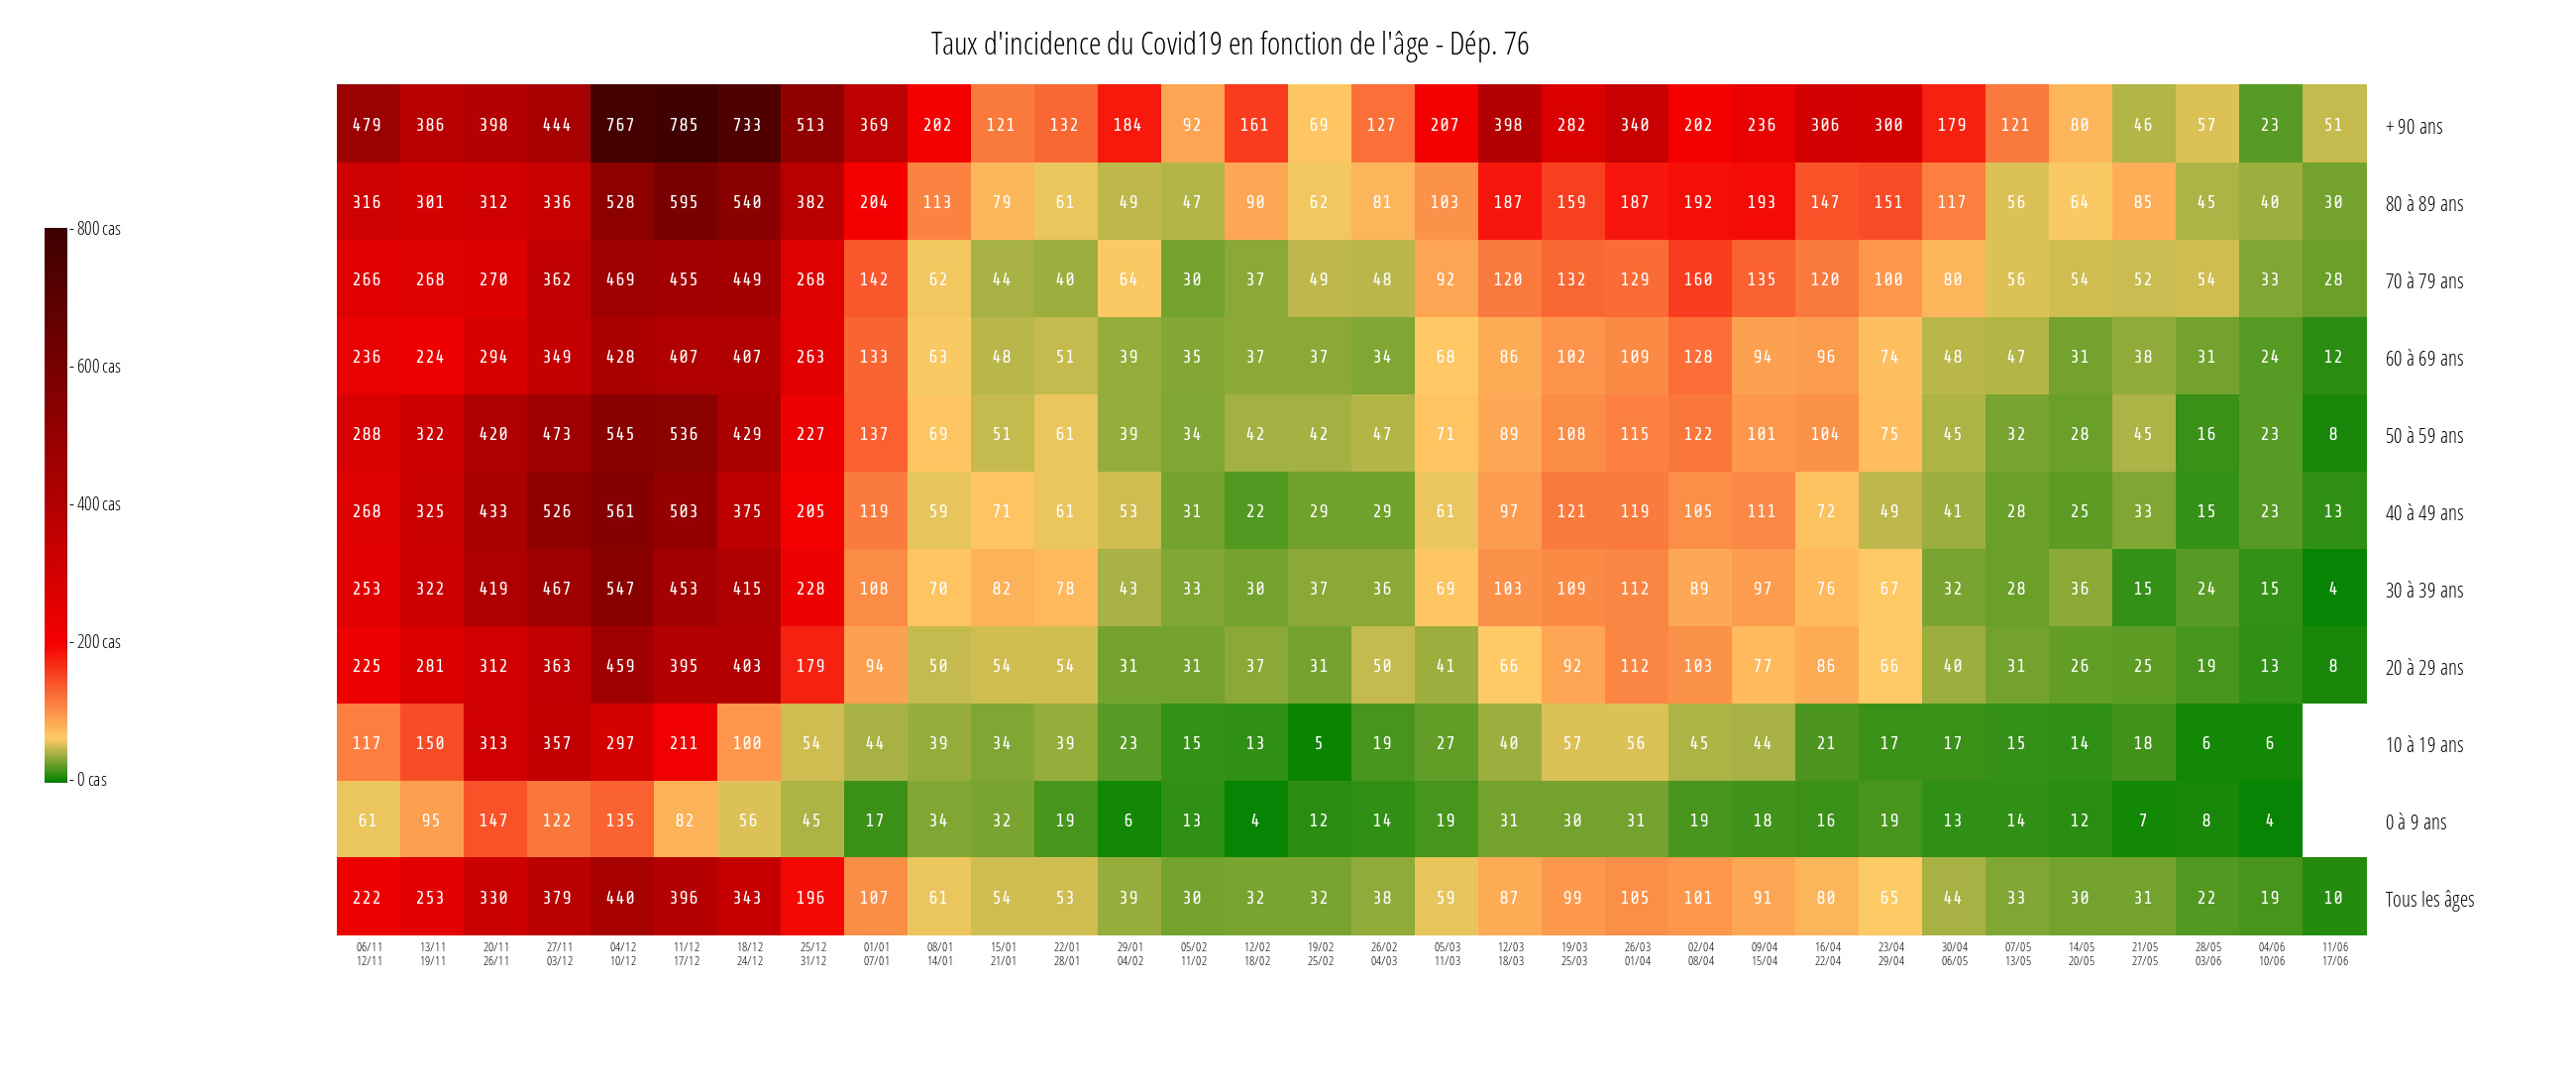 Taux d'incidence du Covid19 en fonction de l'âge - Dép. 76
479 386 398 444 767 785 733 513 369 202 121 132 184 92 161 69 127 207 398 282 340 202 236 306 300 179 121 80 46 57 23 51 + 90 ans
316 301 312 336 528 595 540 382 204 113 79 61 49 47 90 62 81 103 187 159 187 192 193 147 151 117 56 64 85 45 40 30 80 à 89 ans
266 268 270 362 469 455 449 268 142 62 44 40 64 30 37 49 48 92 120 132 129 160 135 120 100 80 56 54 52 54 33 28 70 à 79 ans
236 224 294 349 428 407 407 263 133 63 48 51 39 35 37 37 34 68 86 102 109 128 94 96 74 48 47 31 38 31 24 12 60 à 69 ans
288 322 420 473 545 536 429 227 137 69 51 61 39 34 42 42 47 71 89 108 115 122 101 104 75 45 32 28 45 16 23 8 50 à 59 ans
268 325 433 526 561 503 375 205 119 59 71 61 53 31 22 29 29 61 97 121 119 105 111 72 49 41 28 25 33 15 23 13 40 à 49 ans
253 322 419 467 547 453 415 228 108 70 82 78 43 33 30 37 36 69 103 109 112 89 97 76 67 32 28 36 15 24 15 4 30 à 39 ans
225 281 312 363 459 395 403 179 94 50 54 54 31 31 37 31 50 41 66 92 112 103 77 86 66 40 31 26 25 19 13 8 20 à 29 ans
117 150 313 357 297 211 100 54 44 39 34 39 23 15 13 5 19 27 40 57 56 45 44 21 17 17 15 14 18 6 6 10 à 19 ans
61 95 147 122 135 82 56 45 17 34 32 19 6 13 4 12 14 19 31 30 31 19 18 16 19 13 14 12 7 8 4 0 à 9 ans
222 253 330 379 440 396 343 196 107 61 54 53 39 30 32 32 38 59 87 99 105 101 91 80 65 44 33 30 31 22 19 10 Tous les âges
06/11 13/11 20/11 27/11 04/12 11/12 18/12 25/12 01/01 08/01 15/01 22/01 29/01 05/02 12/02 19/02 26/02 05/03 12/03 19/03 26/03 02/04 09/04 16/04 23/04 30/04 07/05 14/05 21/05 28/05 04/06 11/06
12/11 19/11 26/11 03/12 10/12 17/12 24/12 31/12 07/01 14/01 21/01 28/01 04/02 11/02 18/02 25/02 04/03 11/03 18/03 25/03 01/04 08/04 15/04 22/04 29/04 06/05 13/05 20/05 27/05 03/06 10/06 17/06
- 800 cas
- 600 cas
- 400 cas
- 200 cas
- 0 cas